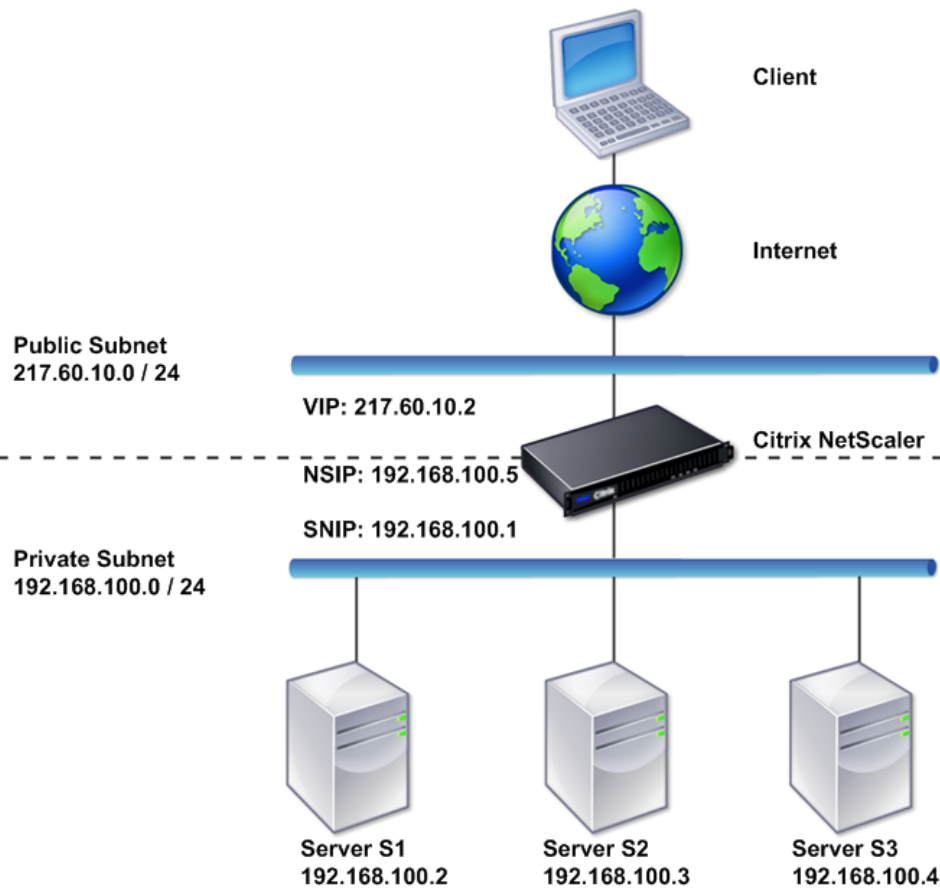 Client
Internet
Public Subnet
217.60.10.0 / 24
VIP: 217.60.10.2
Citrix NetScaler
NSIP: 192.168.100.5
SNIP: 192.168.100.1
Private Subnet
192.168.100.0 / 24
Server S1
192.168.100.2
Server S2
192.168.100.3
Server S3
192.168.100.4